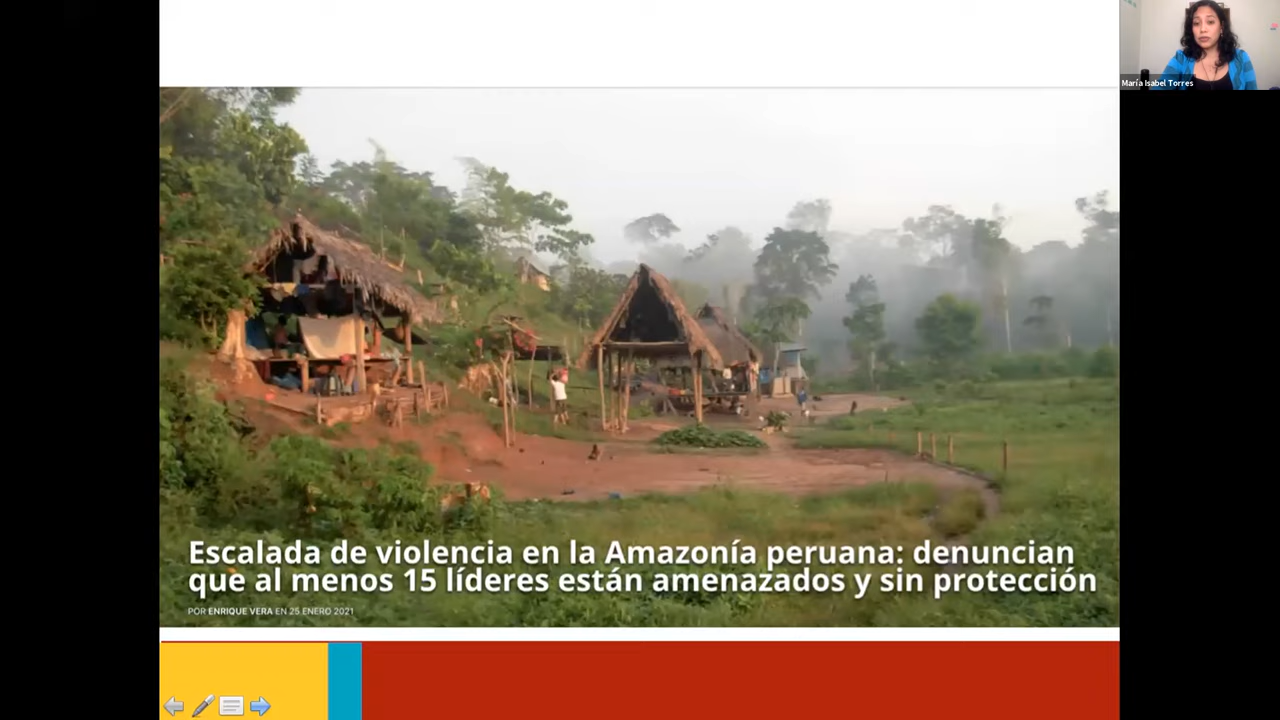 María Isabel Torres
Escalada de violencia en la Amazonía peruana: denuncian
que al menos 15 líderes están amenazados y sin protección
POR ENRIQUE VERA EN 25 ENERO 2021